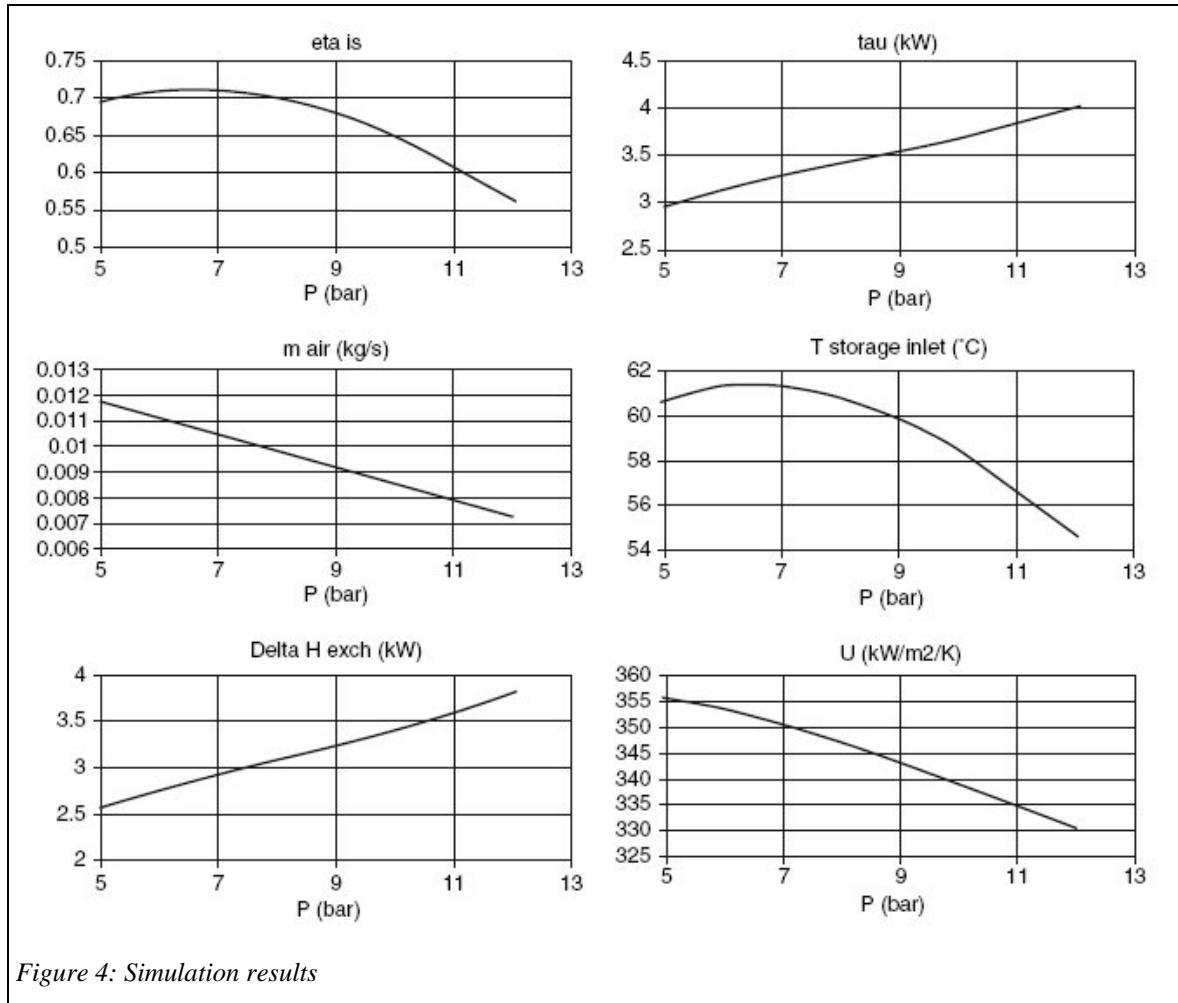 eta is
0.75
0.7
0.65
0.6
0.55
0.5
5 7 9 11 13
P (bar)
tau (kW)
4.5
4
3.5
3
2.5
5 7 9 11 13
P (bar)
m air (kg/s)
0.013
0.012
0.011
0.01
0.009
0.008
0.007
0.006
5 7 9 11 13
P (bar)
T storage inlet (˚C)
62
60
58
56
54
5 7 9 11 13
P (bar)
Delta H exch (kW)
4
3.5
3
2.5
2
5 7 9 11 13
P (bar)
U (kW/m2/K)
360
355
350
345
340
335
330
325
5 7 9 11 13
P (bar)
Figure 4: Simulation results